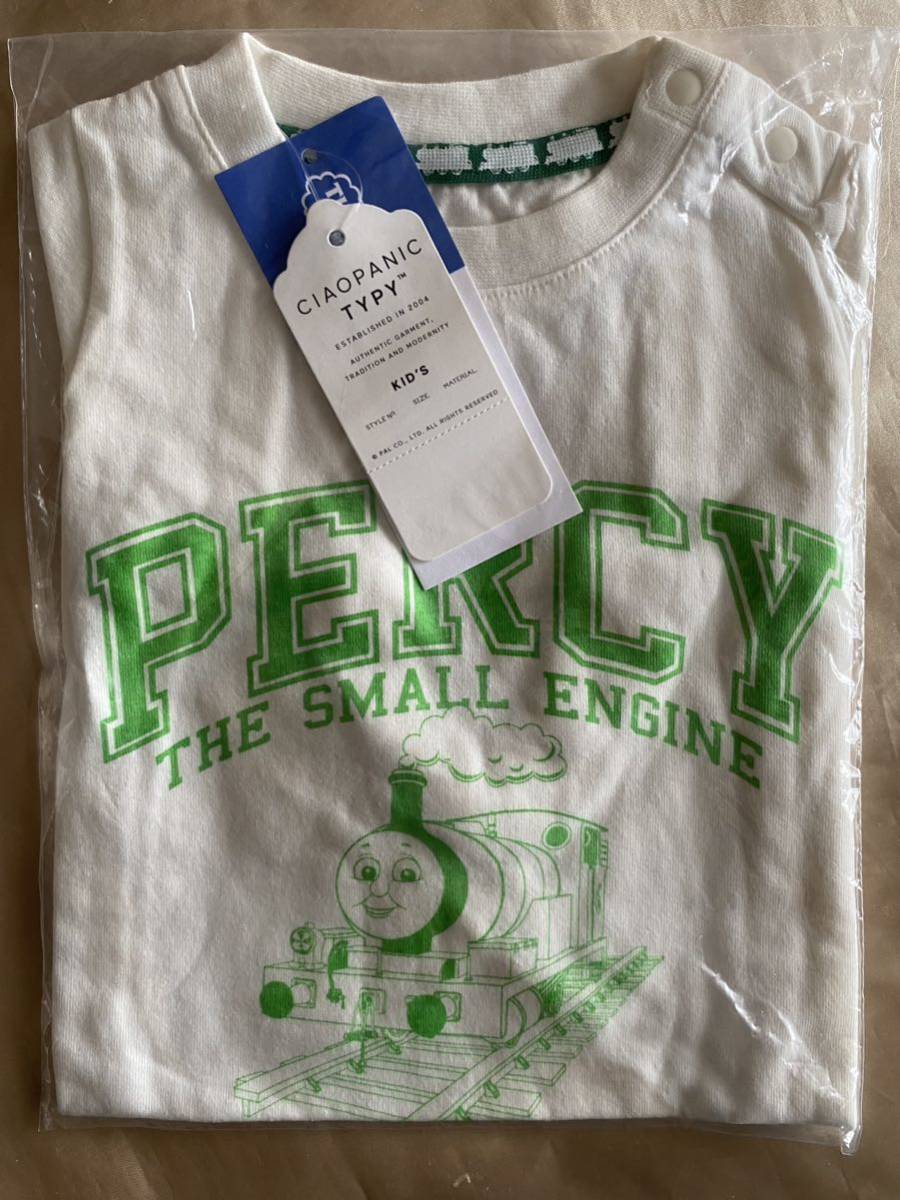 CIAOPANIC
TYPY™
ESTABLISHED IN 2004
AUTHENTIC GARMENT,
TRADITION AND MODERNITY
KID'S
STYLE Nº. SIZE. MATERIAL.
© PAL CO., LTD. ALL RIGHTS RESERVED
PERCY
THE SMALL ENGINE